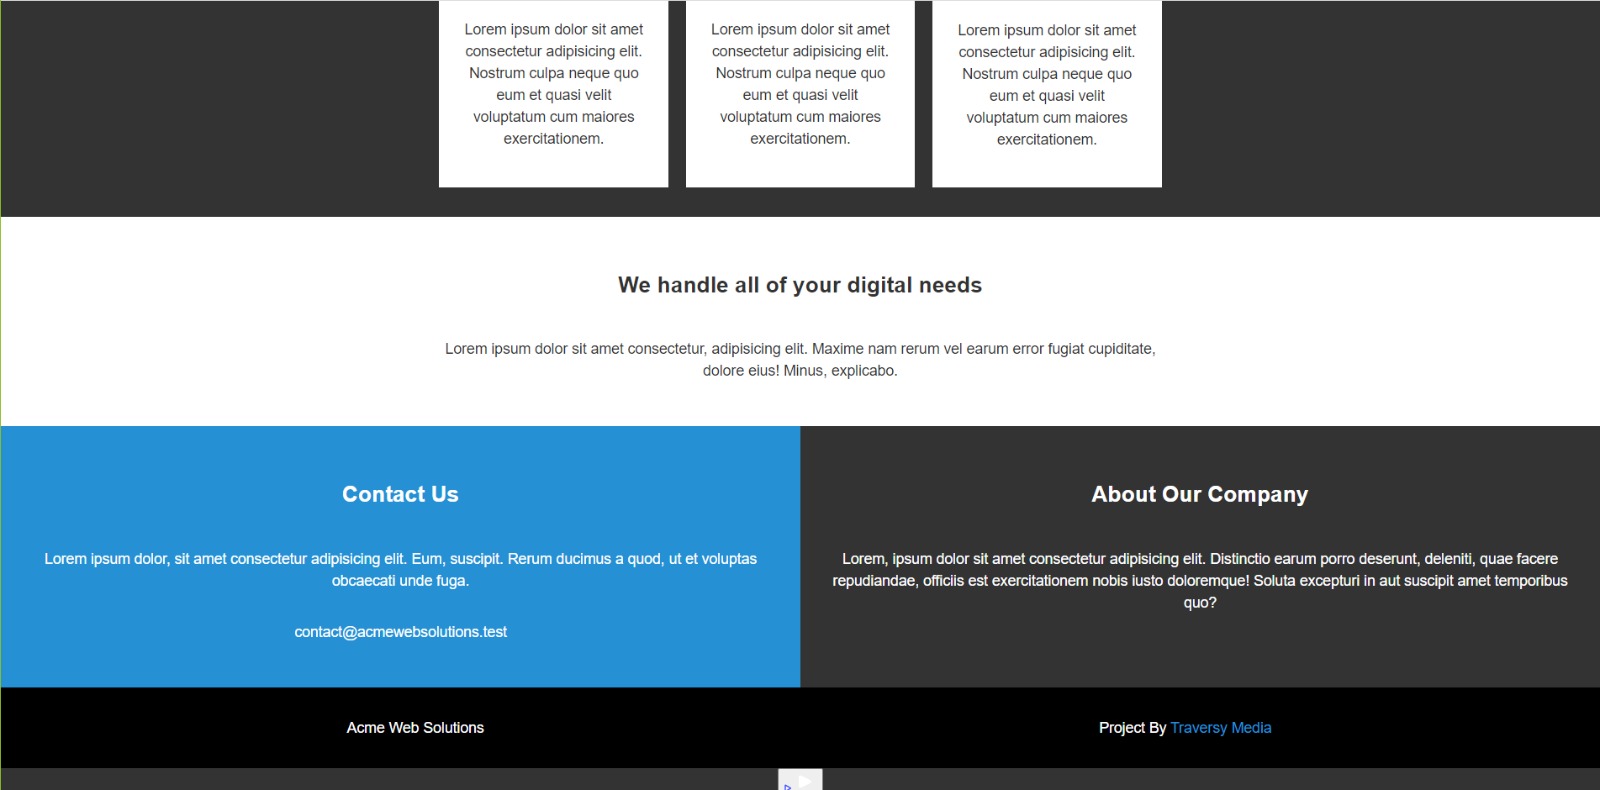 Lorem ipsum dolor sit amet
consectetur adipisicing elit.
Nostrum culpa neque quo
eum et quasi velit
voluptatum cum maiores
exercitationem.
Lorem ipsum dolor sit amet
consectetur adipisicing elit.
Nostrum culpa neque quo
eum et quasi velit
voluptatum cum maiores
exercitationem.
Lorem ipsum dolor sit amet
consectetur adipisicing elit.
Nostrum culpa neque quo
eum et quasi velit
voluptatum cum maiores
exercitationem.
We handle all of your digital needs
Lorem ipsum dolor sit amet consectetur, adipisicing elit. Maxime nam rerum vel earum error fugiat cupiditate,
dolore eius! Minus, explicabo.
Contact Us
Lorem ipsum dolor, sit amet consectetur adipisicing elit. Eum, suscipit. Rerum ducimus a quod, ut et voluptas
obcaecati unde fuga.
contact@acmewebsolutions.test
About Our Company
Lorem, ipsum dolor sit amet consectetur adipisicing elit. Distinctio earum porro deserunt, deleniti, quae facere
repudiandae, officiis est exercitationem nobis iusto doloremque! Soluta excepturi in aut suscipit amet temporibus
quo?
Acme Web Solutions
Project By Traversy Media